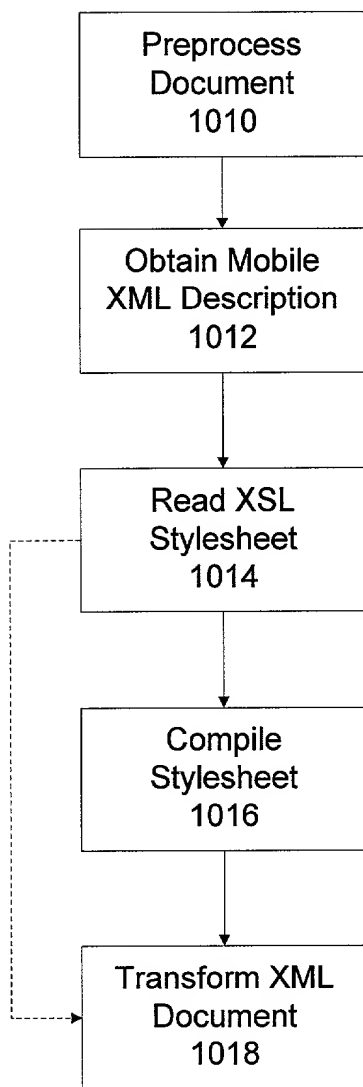 Preprocess
Document
1010
Obtain Mobile
XML Description
1012
Read XSL
Stylesheet
1014
Compile
Stylesheet
1016
Transform XML
Document
1018